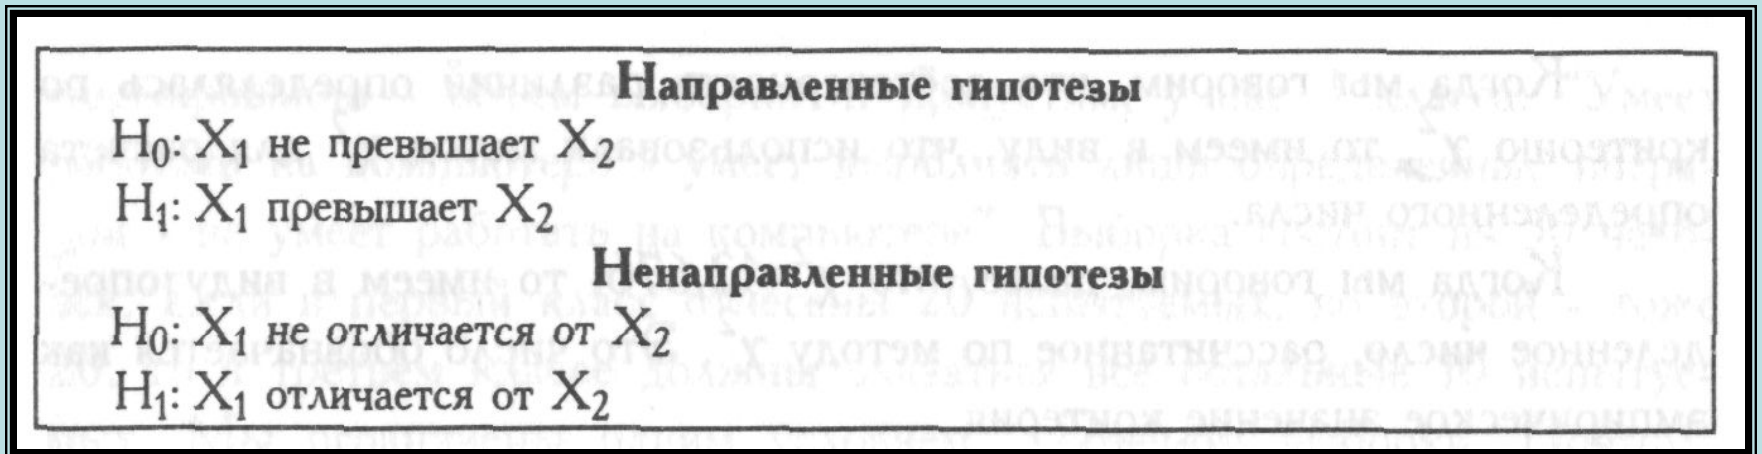 Направленные гипотезы
H₀: X₁ не превышает X₂
H₁: X₁ превышает X₂
Ненаправленные гипотезы
H₀: X₁ не отличается от X₂
H₁: X₁ отличается от X₂